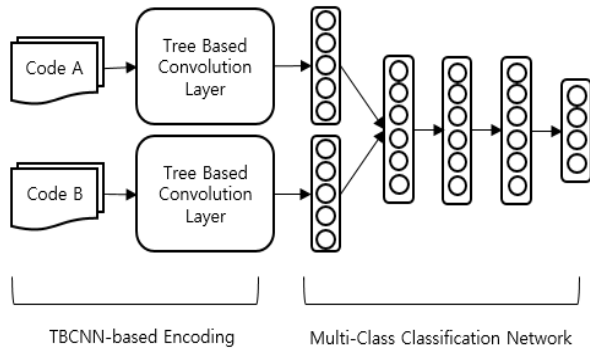 Code A
Tree Based
Convolution
Layer
Code B
Tree Based
Convolution
Layer
TBCNN-based Encoding
Multi-Class Classification Network